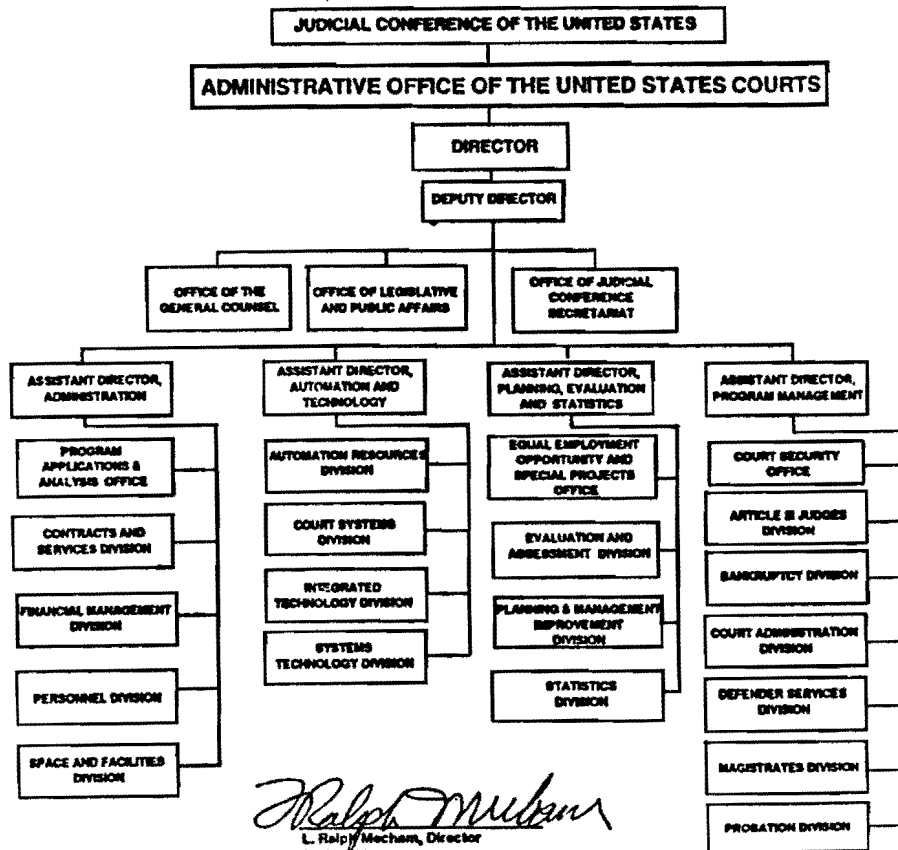 JUDICIAL CONFERENCE OF THE UNITED STATES
ADMINISTRATIVE OFFICE OF THE UNITED STATES COURTS
DIRECTOR
DEPUTY DIRECTOR
OFFICE OF THE
GENERAL COUNSEL
OFFICE OF LEGISLATIVE
AND PUBLIC AFFAIRS
OFFICE OF JUDICIAL
CONFERENCE
SECRETARIAT
ASSISTANT DIRECTOR,
ADMINISTRATION
PROGRAM
APPLICATIONS &
ANALYSIS OFFICE
CONTRACTS AND
SERVICES DIVISION
FINANCIAL MANAGEMENT
DIVISION
PERSONNEL DIVISION
SPACE AND FACILITIES
DIVISION
ASSISTANT DIRECTOR,
AUTOMATION AND
TECHNOLOGY
AUTOMATION RESOURCES
DIVISION
COURT SYSTEMS
DIVISION
INTEGRATED
TECHNOLOGY DIVISION
SYSTEMS
TECHNOLOGY DIVISION
ASSISTANT DIRECTOR,
PLANNING, EVALUATION
AND STATISTICS
EQUAL EMPLOYMENT
OPPORTUNITY AND
SPECIAL PROJECTS
OFFICE
EVALUATION AND
ASSESSMENT DIVISION
PLANNING & MANAGEMENT
IMPROVEMENT
DIVISION
STATISTICS
DIVISION
ASSISTANT DIRECTOR,
PROGRAM MANAGEMENT
COURT SECURITY
OFFICE
ARTICLE III JUDGES
DIVISION
BANKRUPTCY DIVISION
COURT ADMINISTRATION
DIVISION
DEFENDER SERVICES
DIVISION
MAGISTRATES DIVISION
PROBATION DIVISION
L Ralph Mecham
L. Ralph Mecham, Director